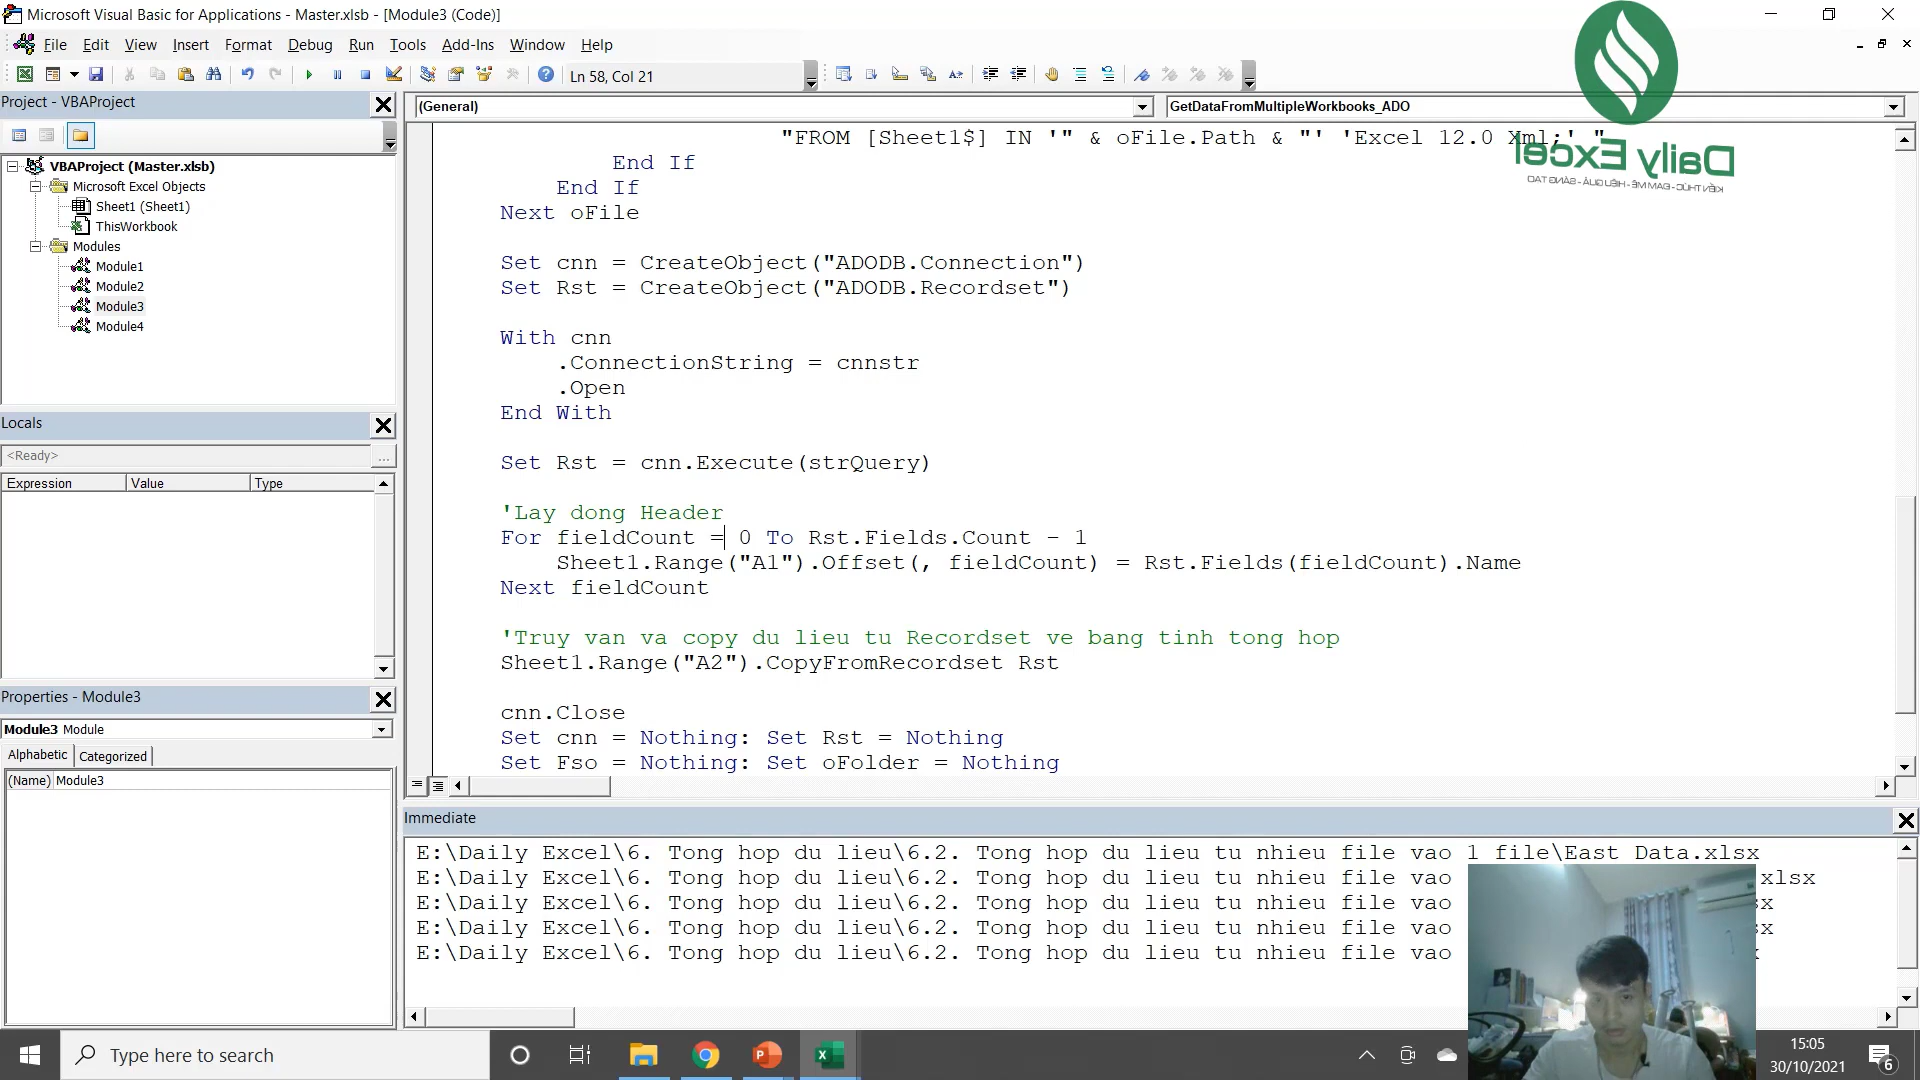 Microsoft Visual Basic for Applications - Master.xlsb - [Module3 (Code)]
File Edit View Insert Format Debug Run Tools Add-Ins Window Help
Ln 58, Col 21
Project - VBAProject
(General)
GetDataFromMultipleWorkbooks_ADO
VBAProject (Master.xlsb)
Microsoft Excel Objects
Sheet1 (Sheet1)
ThisWorkbook
Modules
Module1
Module2
Module3
Module4
"FROM [Sheet1$] IN '" & oFile.Path & "' 'Excel 12.0 Xml;' "
End If
End If
Next oFile
Set cnn = CreateObject("ADODB.Connection")
Set Rst = CreateObject("ADODB.Recordset")
With cnn
.ConnectionString = cnnstr
.Open
End With
Set Rst = cnn.Execute(strQuery)
'Lay dong Header
For fieldCount = 0 To Rst.Fields.Count - 1
Sheet1.Range("A1").Offset(, fieldCount) = Rst.Fields(fieldCount).Name
Next fieldCount
'Truy van va copy du lieu tu Recordset ve bang tinh tong hop
Sheet1.Range("A2").CopyFromRecordset Rst
cnn.Close
Set cnn = Nothing: Set Rst = Nothing
Set Fso = Nothing: Set oFolder = Nothing
Daily Excel
KIẾN THỨC - ĐAM MÊ - HIỆU QUẢ - SÁNG TẠO
Locals
<Ready>
...
Expression Value Type
Properties - Module3
Module3 Module
Alphabetic Categorized
(Name) Module3
Immediate
E:\Daily Excel\6. Tong hop du lieu\6.2. Tong hop du lieu tu nhieu file vao 1 file\East Data.xlsx
E:\Daily Excel\6. Tong hop du lieu\6.2. Tong hop du lieu tu nhieu file vao xlsx
E:\Daily Excel\6. Tong hop du lieu\6.2. Tong hop du lieu tu nhieu file vao
E:\Daily Excel\6. Tong hop du lieu\6.2. Tong hop du lieu tu nhieu file vao
E:\Daily Excel\6. Tong hop du lieu\6.2. Tong hop du lieu tu nhieu file vao
Type here to search
15:05
30/10/2021
6